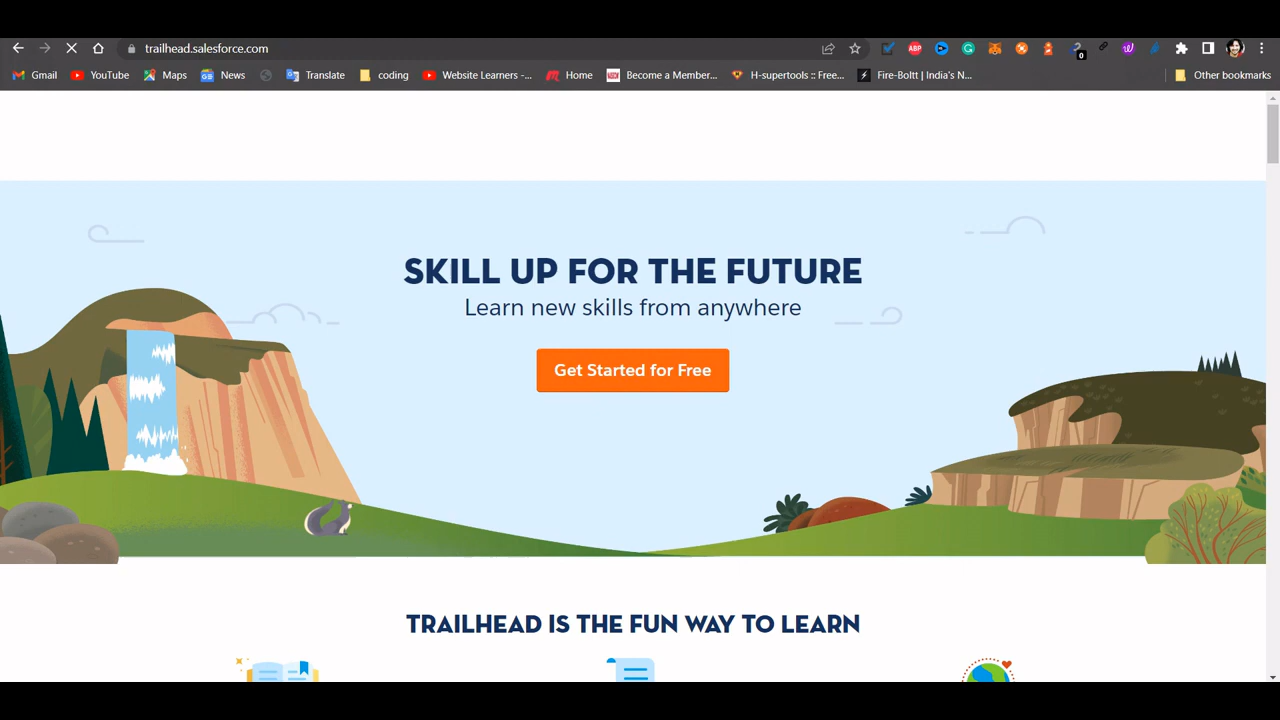 trailhead.salesforce.com
ABP
0
Gmail
YouTube
Maps
News
Translate
coding
Website Learners -...
Home
Become a Member...
H-supertools :: Free...
Fire-Boltt | India's N...
Other bookmarks
SKILL UP FOR THE FUTURE
Learn new skills from anywhere
Get Started for Free
TRAILHEAD IS THE FUN WAY TO LEARN